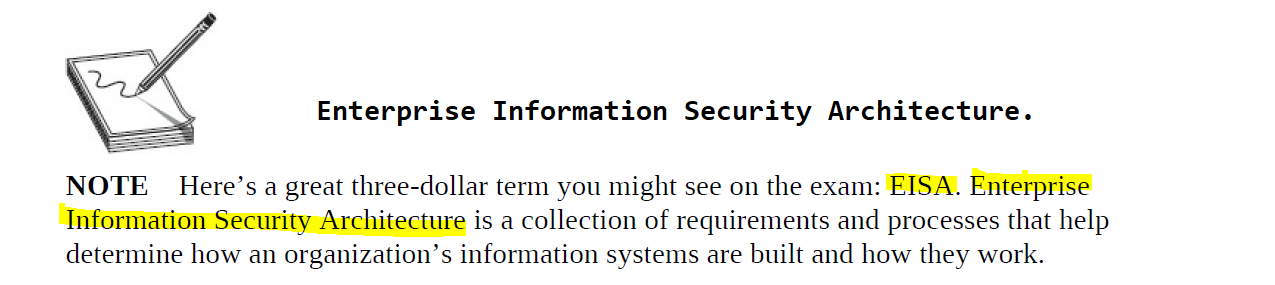 Enterprise Information Security Architecture.
NOTE Here’s a great three-dollar term you might see on the exam: EISA. Enterprise
Information Security Architecture is a collection of requirements and processes that help
determine how an organization’s information systems are built and how they work.